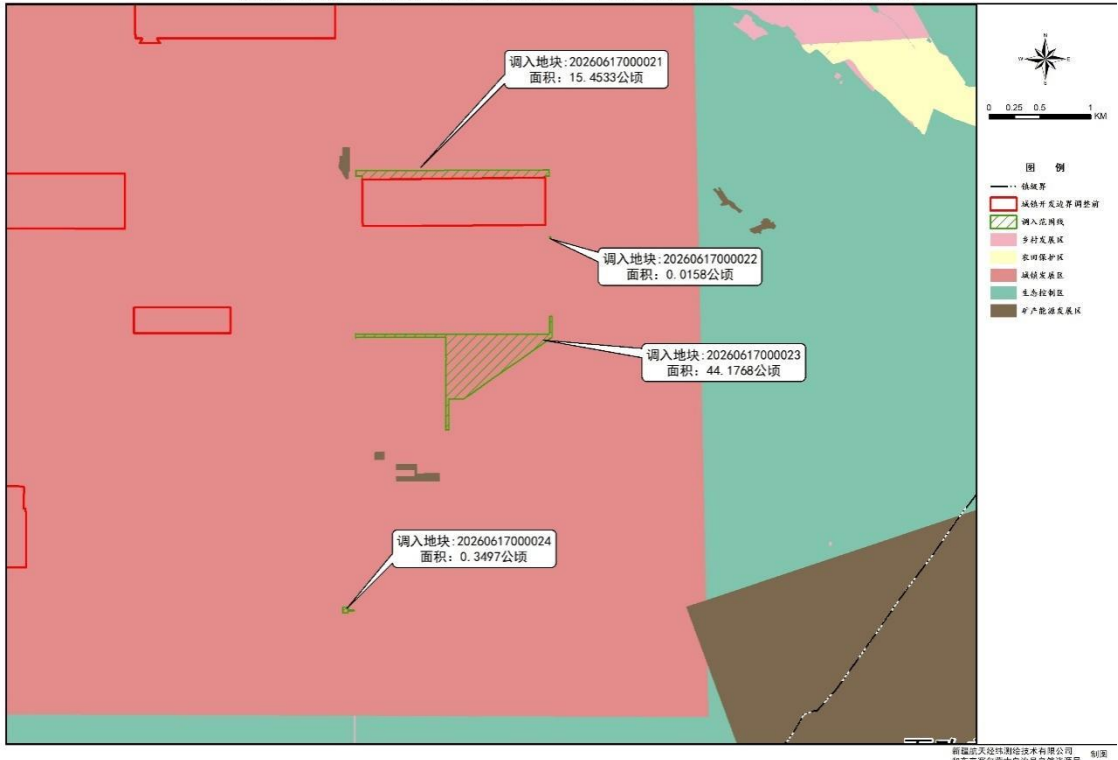 调入地块:20260617000021
面积：15.4533公顷
调入地块:20260617000022
面积：0.0158公顷
调入地块:20260617000023
面积：44.1768公顷
调入地块:20260617000024
面积：0.3497公顷
N
W
E
S
0 0.25 0.5 1
KM
图 例
镇级界
城镇开发边界调整前
调入范围线
乡村发展区
农田保护区
城镇发展区
生态控制区
矿产能源发展区
新疆航天经纬测绘技术有限公司
制图